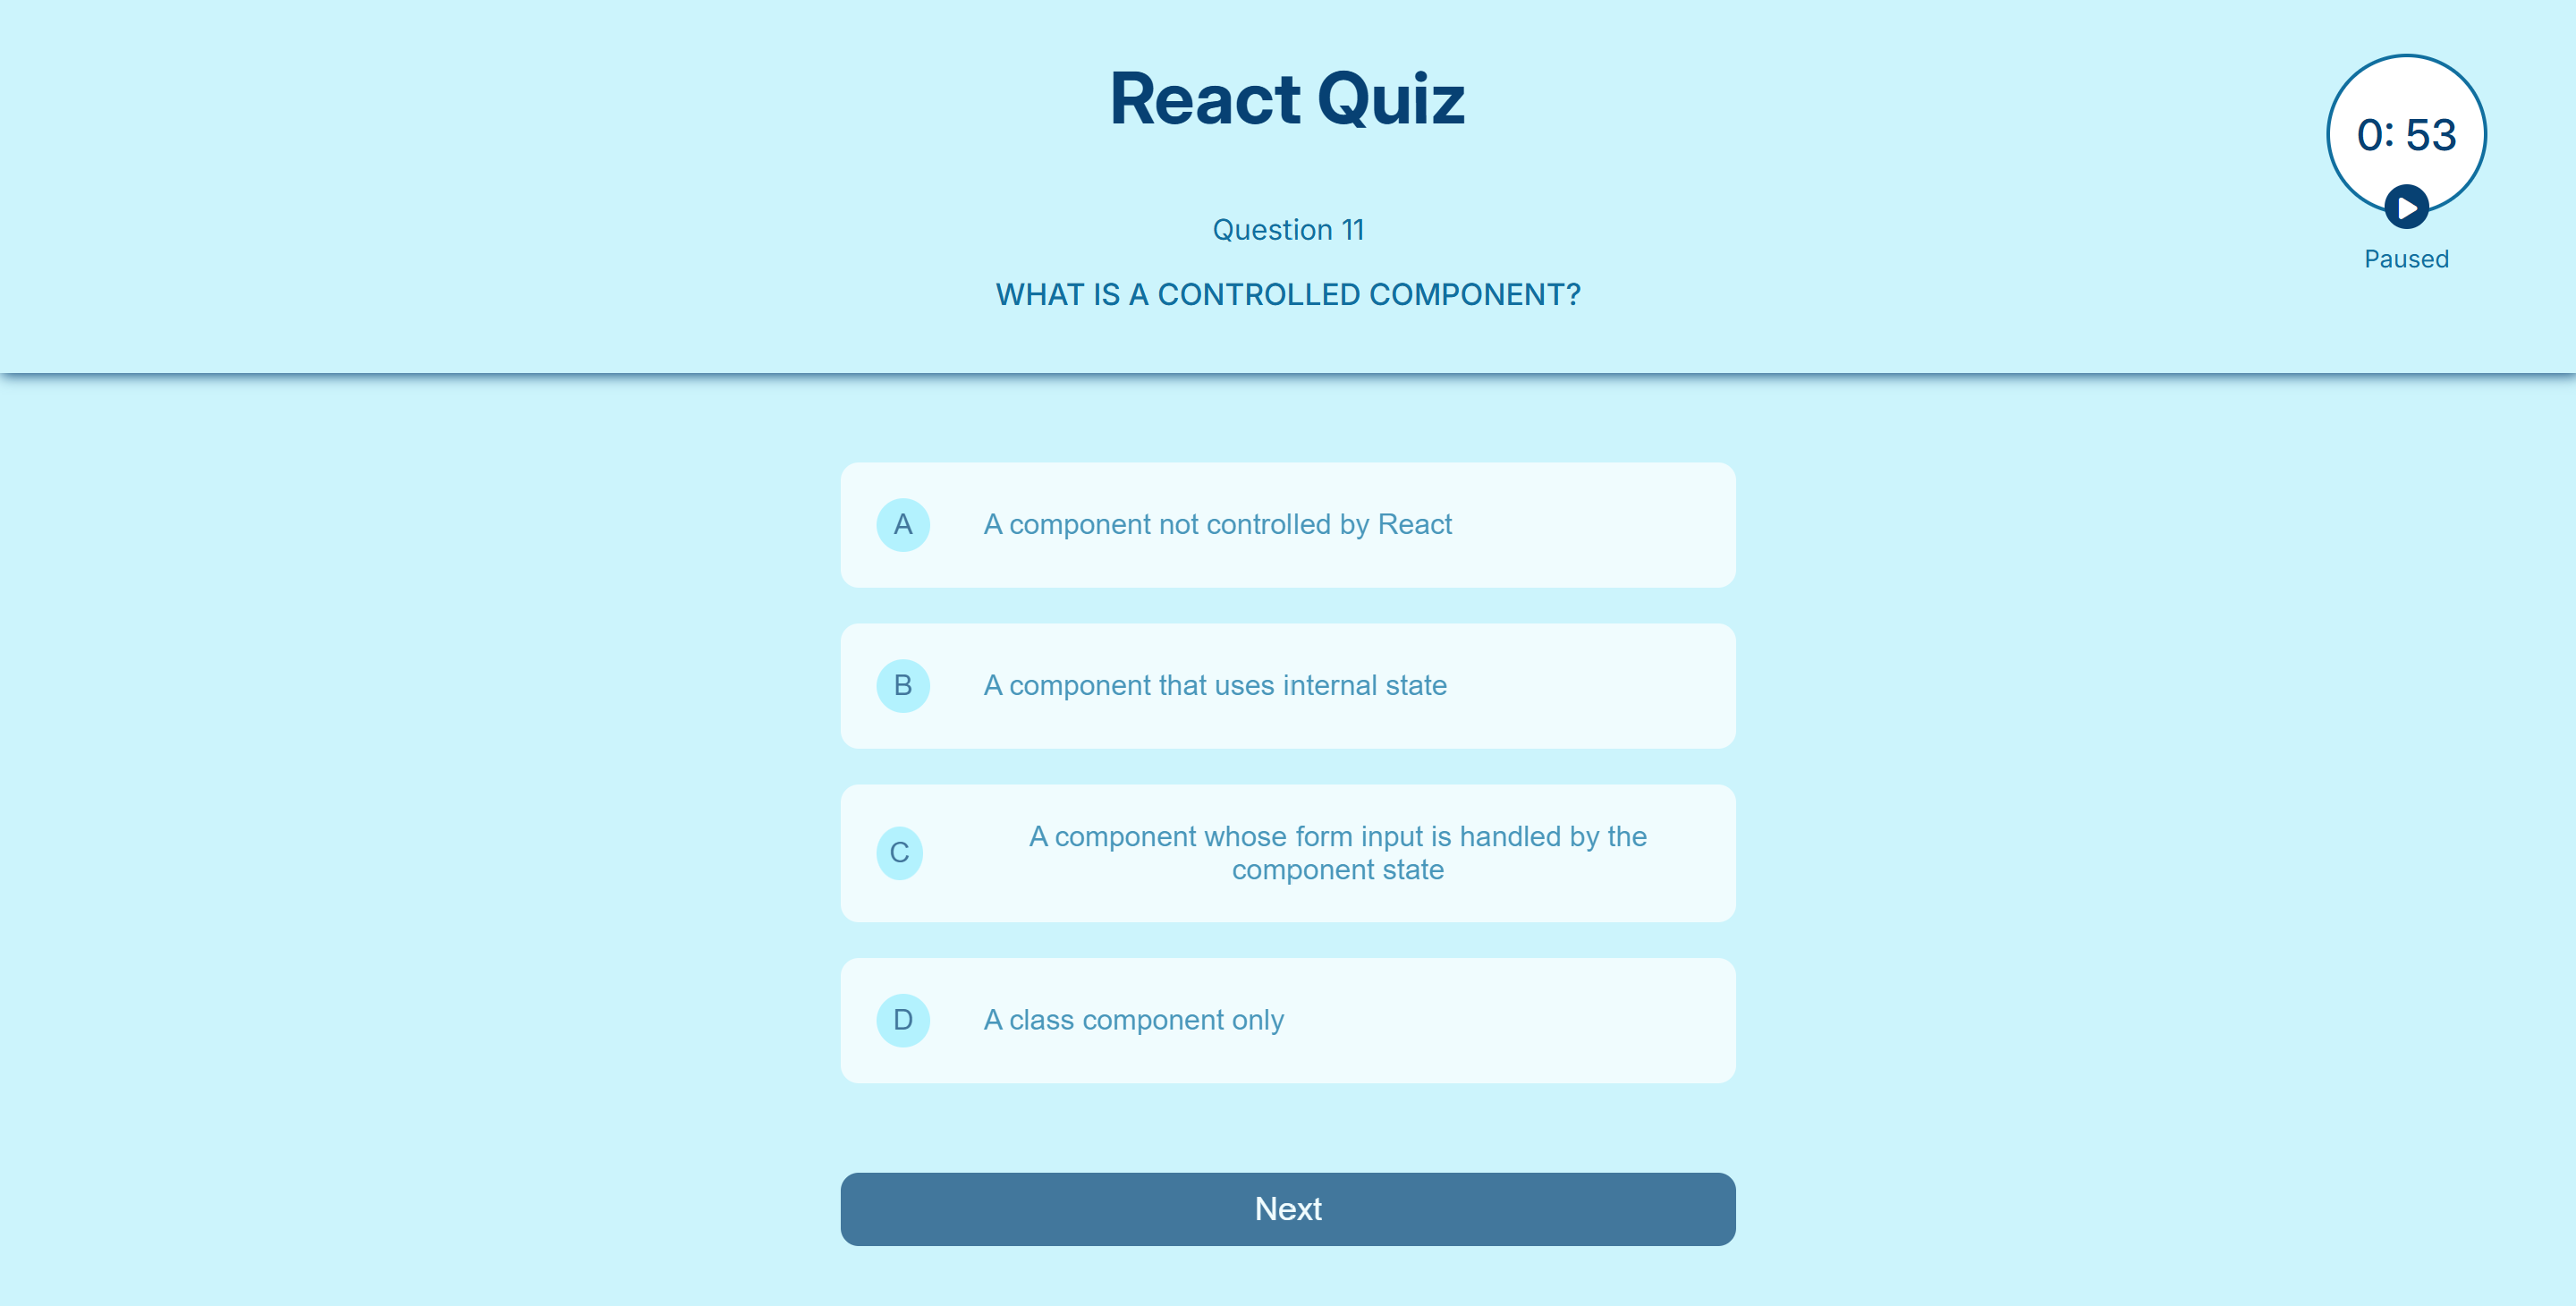 React Quiz
0: 53
Paused
Question 11
WHAT IS A CONTROLLED COMPONENT?
A
A component not controlled by React
B
A component that uses internal state
C
A component whose form input is handled by the
component state
D
A class component only
Next